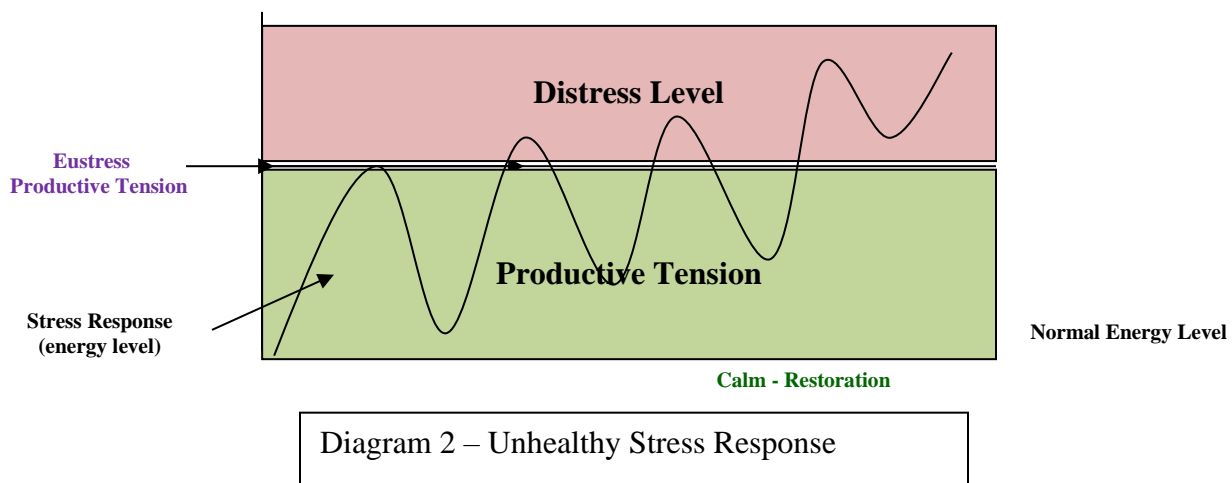 Distress Level
Eustress
Productive Tension
Productive Tension
Stress Response
(energy level)
Normal Energy Level
Calm - Restoration
Diagram 2 – Unhealthy Stress Response